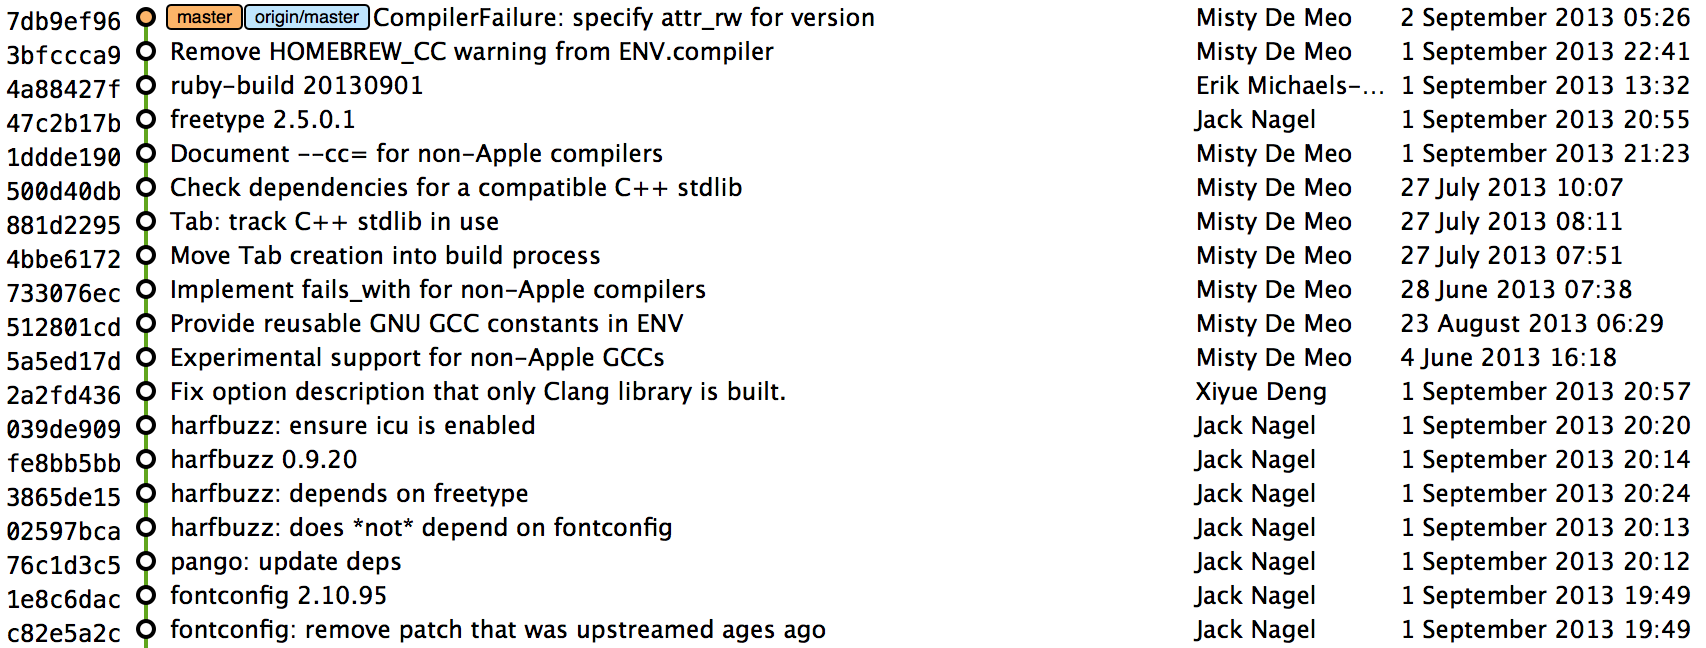 7db9ef96 master origin/master CompilerFailure: specify attr_rw for version Misty De Meo 2 September 2013 05:26
3bfccca9 Remove HOMEBREW_CC warning from ENV.compiler Misty De Meo 1 September 2013 22:41
4a88427f ruby-build 20130901 Erik Michaels-... 1 September 2013 13:32
47c2b17b freetype 2.5.0.1 Jack Nagel 1 September 2013 20:55
1ddde190 Document --cc= for non-Apple compilers Misty De Meo 1 September 2013 21:23
500d40db Check dependencies for a compatible C++ stdlib Misty De Meo 27 July 2013 10:07
881d2295 Tab: track C++ stdlib in use Misty De Meo 27 July 2013 08:11
4bbe6172 Move Tab creation into build process Misty De Meo 27 July 2013 07:51
733076ec Implement fails_with for non-Apple compilers Misty De Meo 28 June 2013 07:38
512801cd Provide reusable GNU GCC constants in ENV Misty De Meo 23 August 2013 06:29
5a5ed17d Experimental support for non-Apple GCCs Misty De Meo 4 June 2013 16:18
2a2fd436 Fix option description that only Clang library is built. Xiyue Deng 1 September 2013 20:57
039de909 harfbuzz: ensure icu is enabled Jack Nagel 1 September 2013 20:20
fe8bb5bb harfbuzz 0.9.20 Jack Nagel 1 September 2013 20:14
3865de15 harfbuzz: depends on freetype Jack Nagel 1 September 2013 20:24
02597bca harfbuzz: does *not* depend on fontconfig Jack Nagel 1 September 2013 20:13
76c1d3c5 pango: update deps Jack Nagel 1 September 2013 20:12
1e8c6dac fontconfig 2.10.95 Jack Nagel 1 September 2013 19:49
c82e5a2c fontconfig: remove patch that was upstreamed ages ago Jack Nagel 1 September 2013 19:49